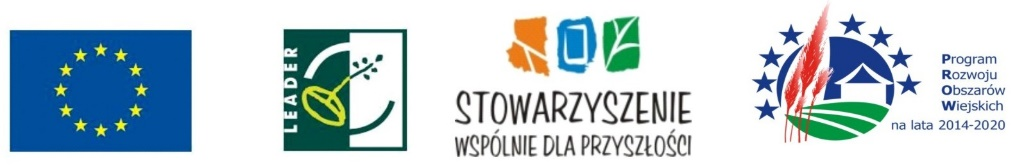 LEADER
STOWARZYSZENIE
WSPÓLNIE DLA PRZYSZŁOŚCI
Program
Rozwoju
Obszarów
Wiejskich
na lata 2014-2020